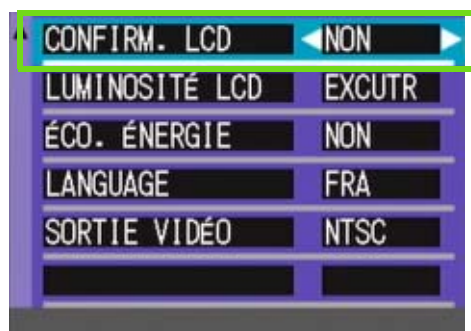 CONFIRM. LCD NON
LUMINOSITÉ LCD EXCUTR
ÉCO. ÉNERGIE NON
LANGUAGE FRA
SORTIE VIDÉO NTSC